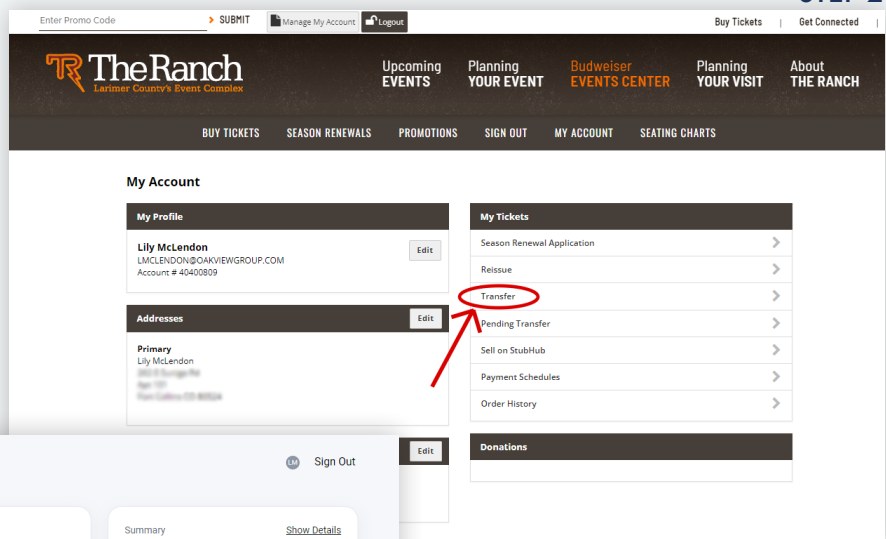 Enter Promo Code > SUBMIT Manage My Account Logout Buy Tickets | Get Connected |
TR The Ranch
Larimer County's Event Complex
Upcoming EVENTS
Planning YOUR EVENT
Budweiser EVENTS CENTER
Planning YOUR VISIT
About THE RANCH
BUY TICKETS SEASON RENEWALS PROMOTIONS SIGN OUT MY ACCOUNT SEATING CHARTS
My Account
My Profile
Lily McLendon Edit
LMCLENDON@OAKVIEWGROUP.COM
Account # 40400809
Addresses Edit
Primary
Lily McLendon
My Tickets
Season Renewal Application
Reissue
Transfer
Pending Transfer
Sell on StubHub
Payment Schedules
Order History
Edit
Donations
LM Sign Out
Summary Show Details